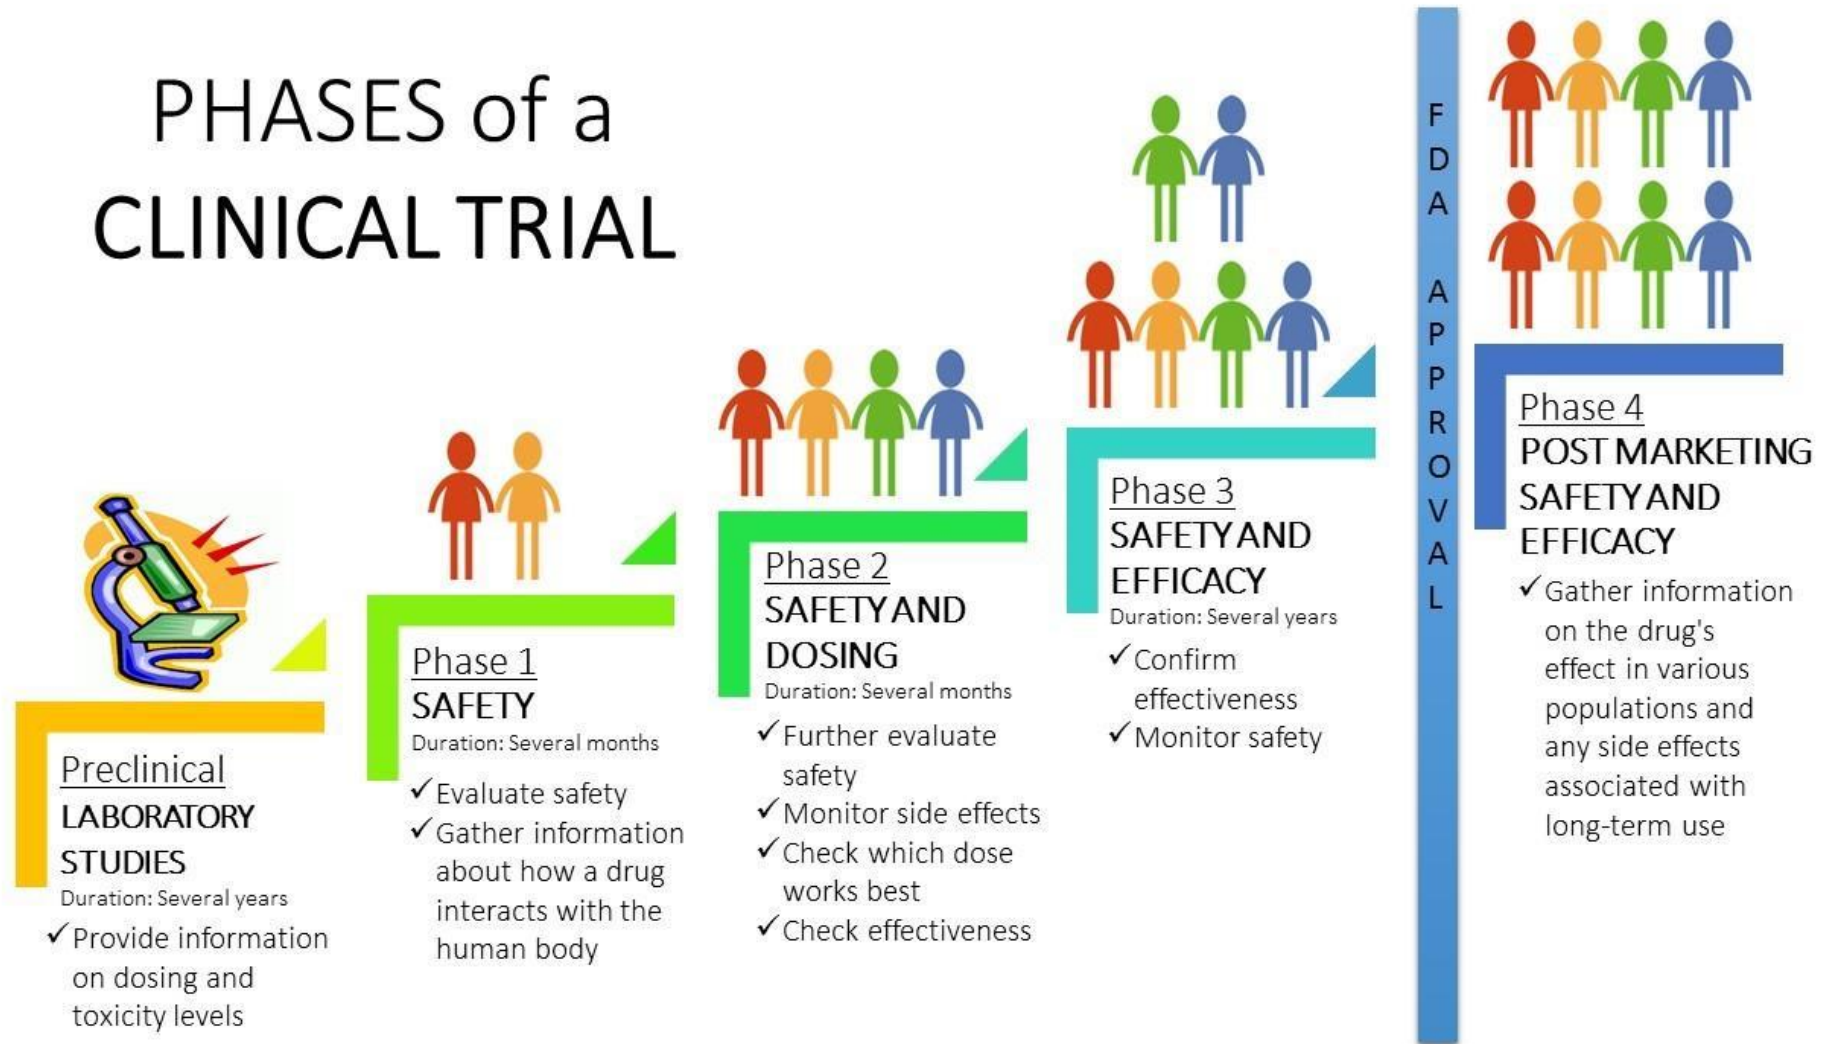 PHASES of a
CLINICAL TRIAL
Preclinical
LABORATORY
STUDIES
Duration: Several years
✓Provide information
on dosing and
toxicity levels
Phase 1
SAFETY
Duration: Several months
✓Evaluate safety
✓Gather information
about how a drug
interacts with the
human body
Phase 2
SAFETY AND
DOSING
Duration: Several months
✓Further evaluate
safety
✓Monitor side effects
✓Check which dose
works best
✓Check effectiveness
Phase 3
SAFETY AND
EFFICACY
Duration: Several years
✓Confirm
effectiveness
✓Monitor safety
FDA APPROVAL
Phase 4
POST MARKETING
SAFETY AND
EFFICACY
✓Gather information
on the drug's
effect in various
populations and
any side effects
associated with
long-term use